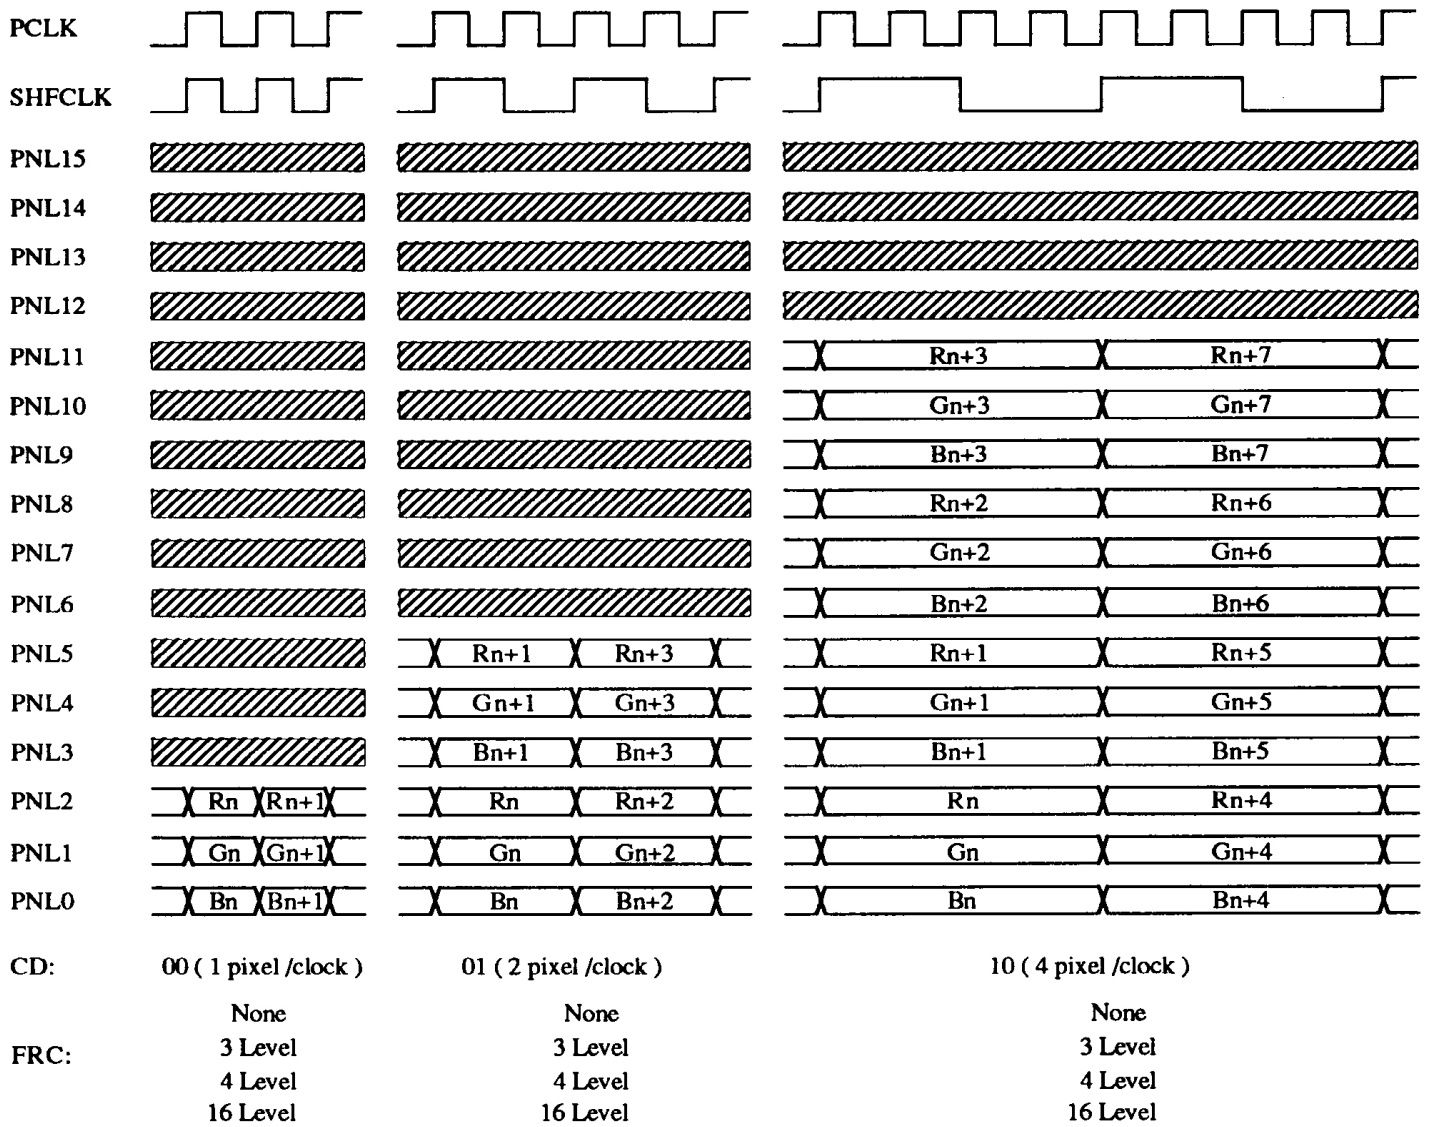 PCLK
SHFCLK
PNL15
PNL14
PNL13
PNL12
PNL11 Rn+3 Rn+7
PNL10 Gn+3 Gn+7
PNL9 Bn+3 Bn+7
PNL8 Rn+2 Rn+6
PNL7 Gn+2 Gn+6
PNL6 Bn+2 Bn+6
PNL5 Rn+1 Rn+3 Rn+1 Rn+5
PNL4 Gn+1 Gn+3 Gn+1 Gn+5
PNL3 Bn+1 Bn+3 Bn+1 Bn+5
PNL2 Rn Rn+1 Rn Rn+2 Rn Rn+4
PNL1 Gn Gn+1 Gn Gn+2 Gn Gn+4
PNL0 Bn Bn+1 Bn Bn+2 Bn Bn+4
CD: 00 ( 1 pixel /clock ) 01 ( 2 pixel /clock ) 10 ( 4 pixel /clock )
None None None
FRC: 3 Level 3 Level 3 Level
4 Level 4 Level 4 Level
16 Level 16 Level 16 Level